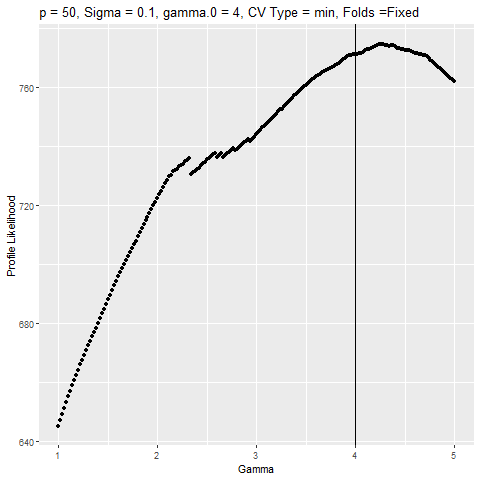 p = 50, Sigma = 0.1, gamma.0 = 4, CV Type = min, Folds =Fixed
Profile Likelihood
760
720
680
640
1 2 3 4 5
Gamma